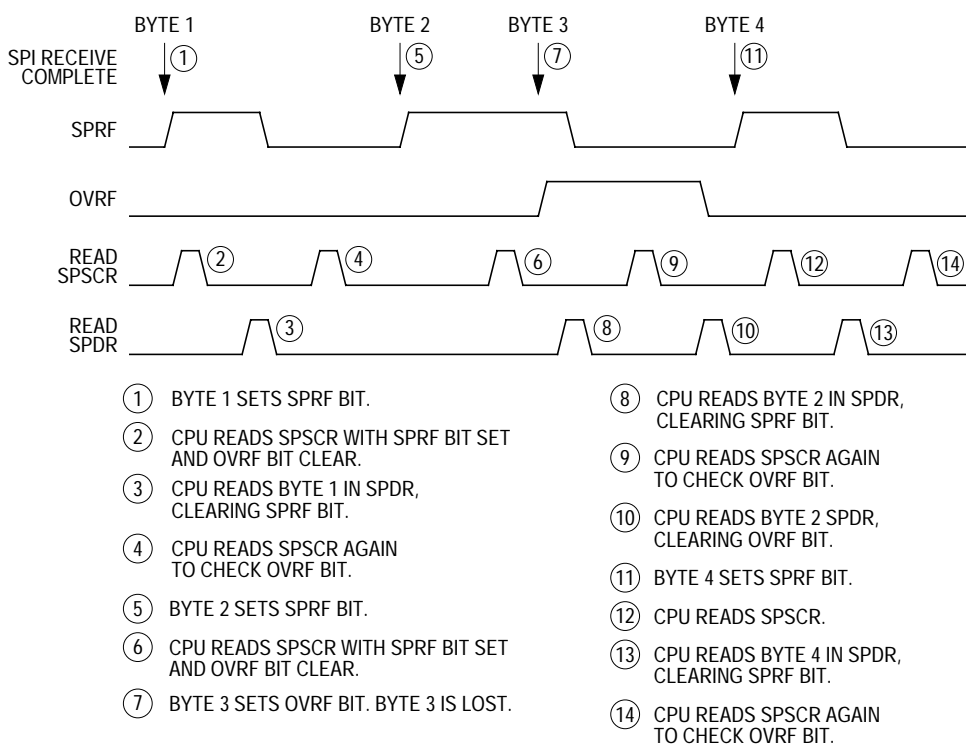 BYTE 1 BYTE 2 BYTE 3 BYTE 4
SPI RECEIVE
COMPLETE
1 5 7 11
SPRF
OVRF
READ
SPSCR
2 4 6 9 12 14
READ
SPDR
3 8 10 13
1 BYTE 1 SETS SPRF BIT.
2 CPU READS SPSCR WITH SPRF BIT SET
AND OVRF BIT CLEAR.
3 CPU READS BYTE 1 IN SPDR,
CLEARING SPRF BIT.
4 CPU READS SPSCR AGAIN
TO CHECK OVRF BIT.
5 BYTE 2 SETS SPRF BIT.
6 CPU READS SPSCR WITH SPRF BIT SET
AND OVRF BIT CLEAR.
7 BYTE 3 SETS OVRF BIT. BYTE 3 IS LOST.
8 CPU READS BYTE 2 IN SPDR,
CLEARING SPRF BIT.
9 CPU READS SPSCR AGAIN
TO CHECK OVRF BIT.
10 CPU READS BYTE 2 SPDR,
CLEARING OVRF BIT.
11 BYTE 4 SETS SPRF BIT.
12 CPU READS SPSCR.
13 CPU READS BYTE 4 IN SPDR,
CLEARING SPRF BIT.
14 CPU READS SPSCR AGAIN
TO CHECK OVRF BIT.